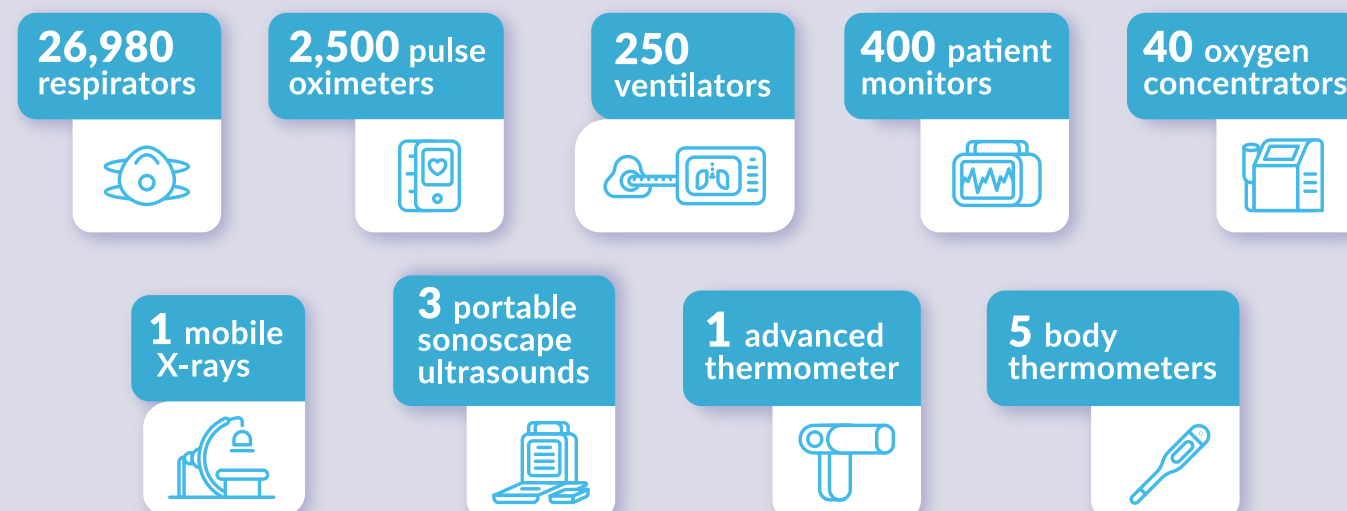 26,980
respirators
2,500 pulse
oximeters
250
ventilators
400 patient
monitors
40 oxygen
concentrators
1 mobile
X-rays
3 portable
sonoscape
ultrasounds
1 advanced
thermometer
5 body
thermometers